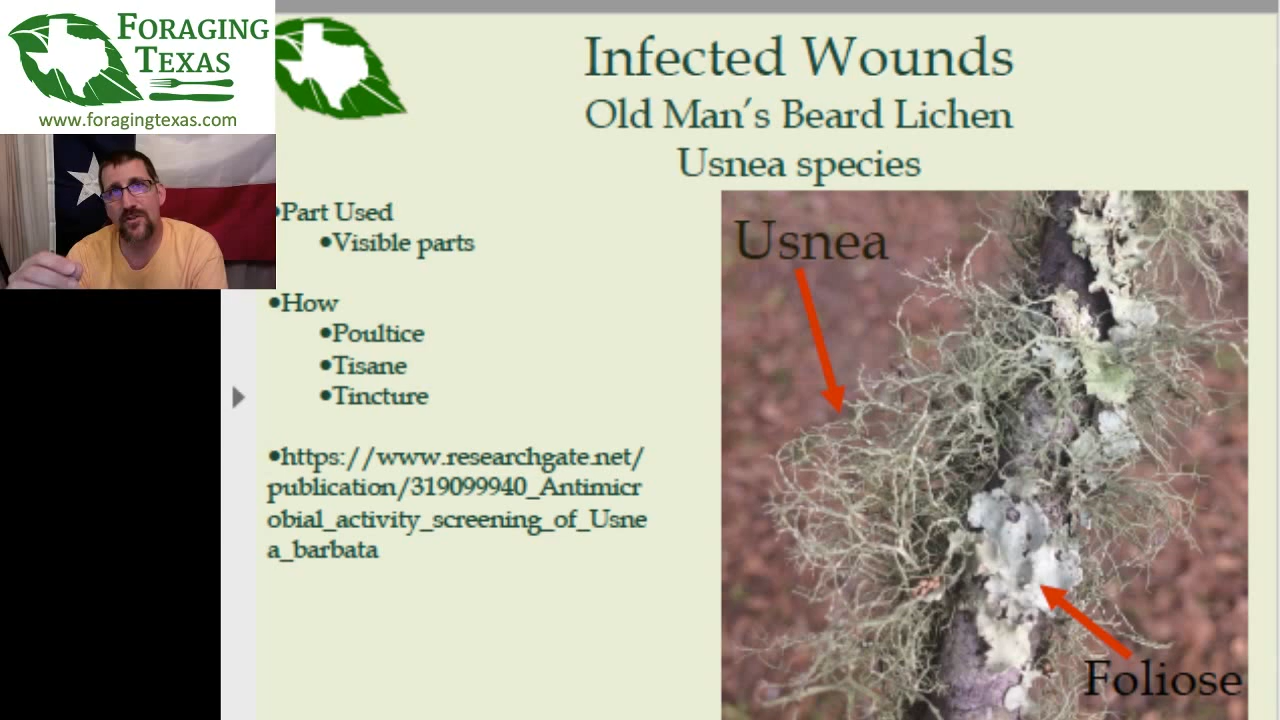 FORAGING
TEXAS
www.foragingtexas.com
Infected Wounds
Old Man's Beard Lichen
Usnea species
•Part Used
•Visible parts
•How
•Poultice
•Tisane
•Tincture
•https://www.researchgate.net/
publication/319099940_Antimicr
obial_activity_screening_of_Usne
a_barbata
Usnea
Foliose